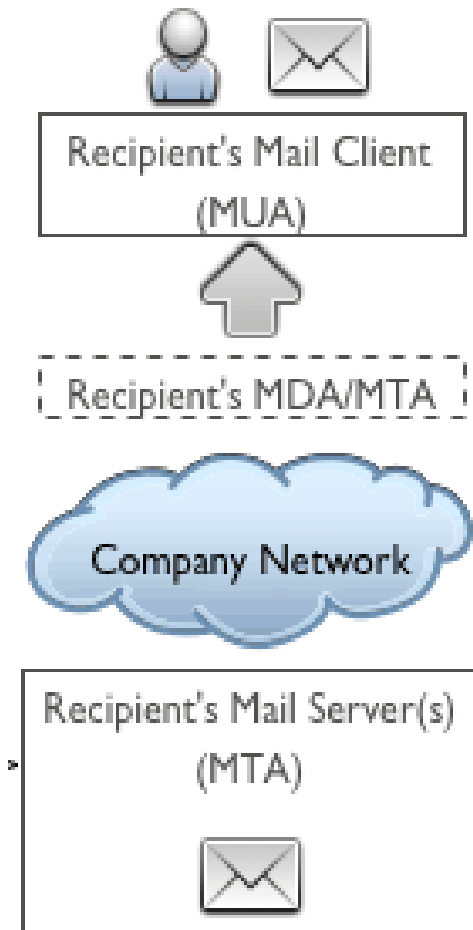 Recipient's Mail Client
(MUA)
Recipient's MDA/MTA
Company Network
Recipient's Mail Server(s)
(MTA)